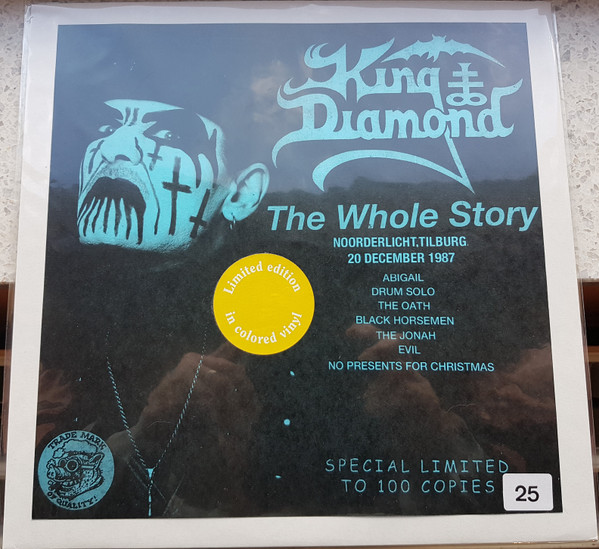 King
Diamond
The Whole Story
NOORDERLICHT,TILBURG
20 DECEMBER 1987
ABIGAIL
DRUM SOLO
THE OATH
BLACK HORSEMEN
THE JONAH
EVIL
NO PRESENTS FOR CHRISTMAS
Limited edition
in colored vinyl
TRADE MARK
OF QUALITY!
SPECIAL LIMITED
TO 100 COPIES
25